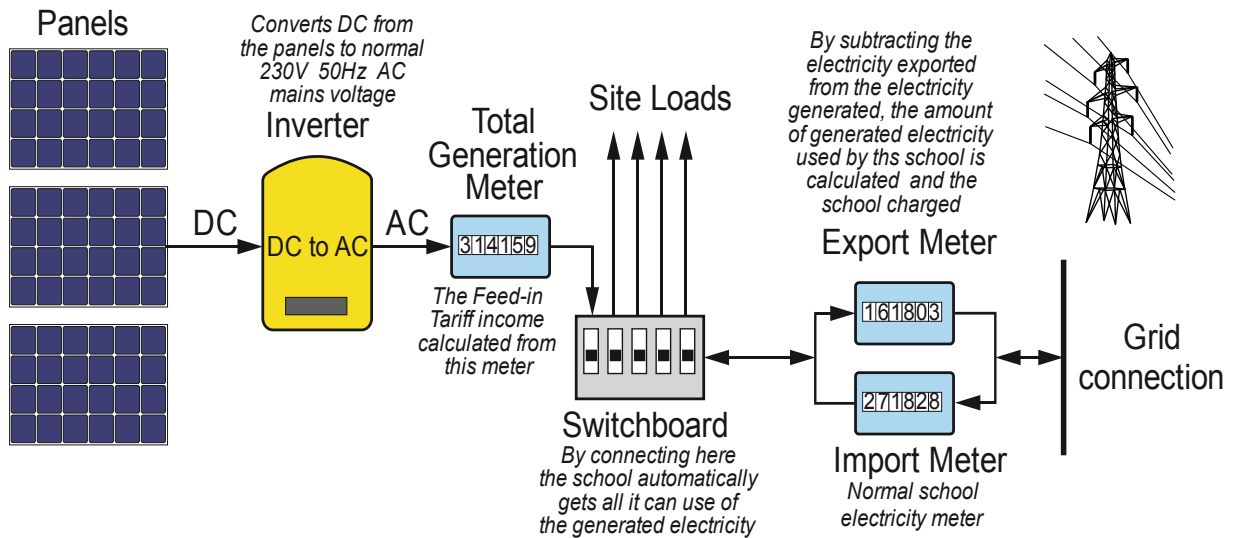 Panels
Converts DC from
the panels to normal
230V 50Hz AC
mains voltage
Inverter
DC
DC to AC
AC
Total
Generation
Meter
314159
The Feed-in
Tariff income
calculated from
this meter
Site Loads
Switchboard
By connecting here
the school automatically
gets all it can use of
the generated electricity
By subtracting the
electricity exported
from the electricity
generated, the amount
of generated electricity
used by ths school is
calculated and the
school charged
Export Meter
161803
271828
Import Meter
Normal school
electricity meter
Grid
connection